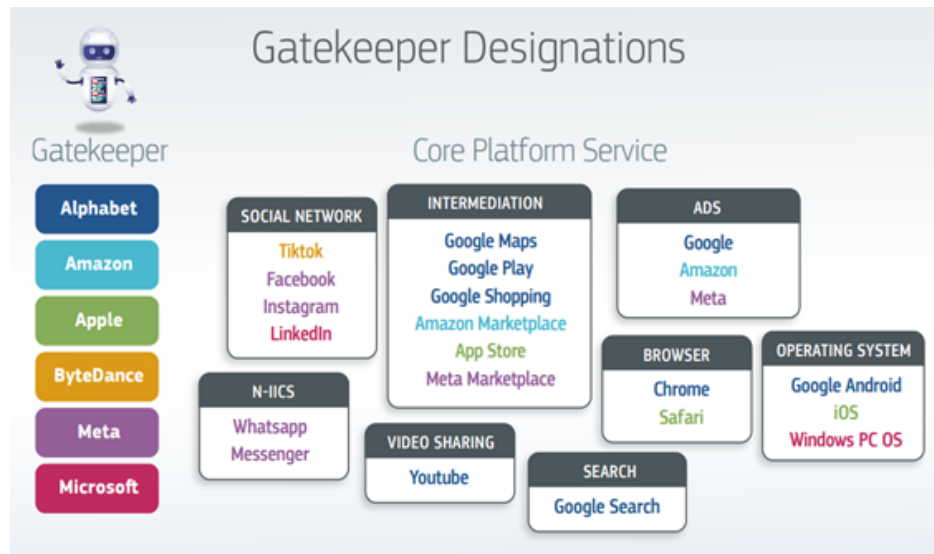 Gatekeeper Designations
Gatekeeper
Alphabet
Amazon
Apple
ByteDance
Meta
Microsoft
Core Platform Service
SOCIAL NETWORK
Tiktok
Facebook
Instagram
LinkedIn
INTERMEDIATION
Google Maps
Google Play
Google Shopping
Amazon Marketplace
App Store
Meta Marketplace
ADS
Google
Amazon
Meta
N-IICS
Whatsapp
Messenger
VIDEO SHARING
Youtube
BROWSER
Chrome
Safari
OPERATING SYSTEM
Google Android
iOS
Windows PC OS
SEARCH
Google Search